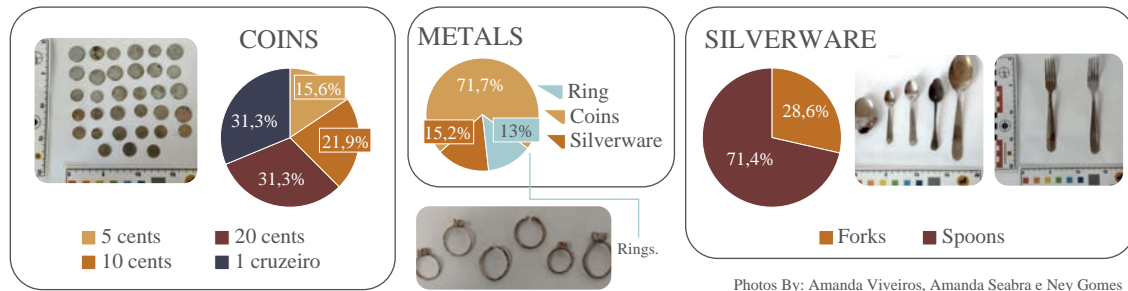 COINS
15,6%
31,3%
21,9%
31,3%
5 cents
20 cents
10 cents
1 cruzeiro
METALS
71,7%
15,2%
13%
Ring
Coins
Silverware
Rings.
SILVERWARE
28,6%
71,4%
Forks
Spoons
Photos By: Amanda Viveiros, Amanda Seabra e Ney Gomes